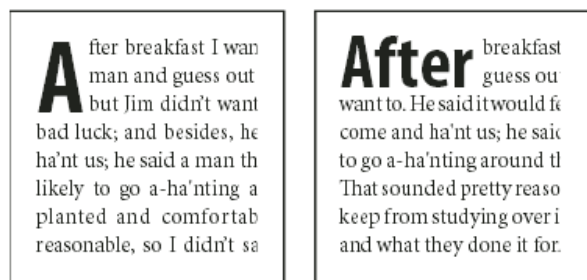 After breakfast I wan
man and guess out
but Jim didn't want
bad luck; and besides, he
ha'nt us; he said a man th
likely to go a-ha'nting a
planted and comfortab
reasonable, so I didn't sa
After breakfast
guess ou
want to. He said it would fe
come and ha'nt us; he said
to go a-ha'nting around th
That sounded pretty reaso
keep from studying over i
and what they done it for.